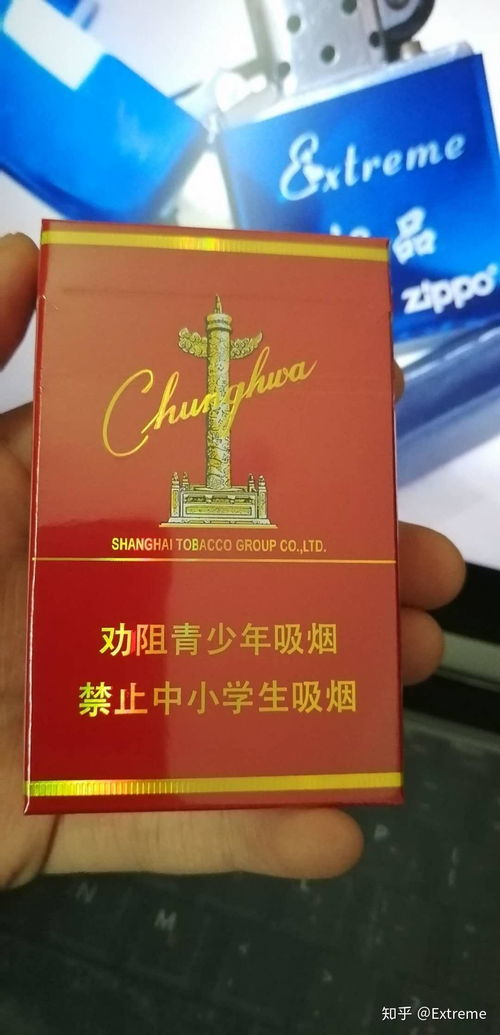 Extreme
品
zippo
Chunghwa
SHANGHAI TOBACCO GROUP CO.,LTD.
劝阻青少年吸烟
禁止中小学生吸烟
N
M
知乎 @Extreme